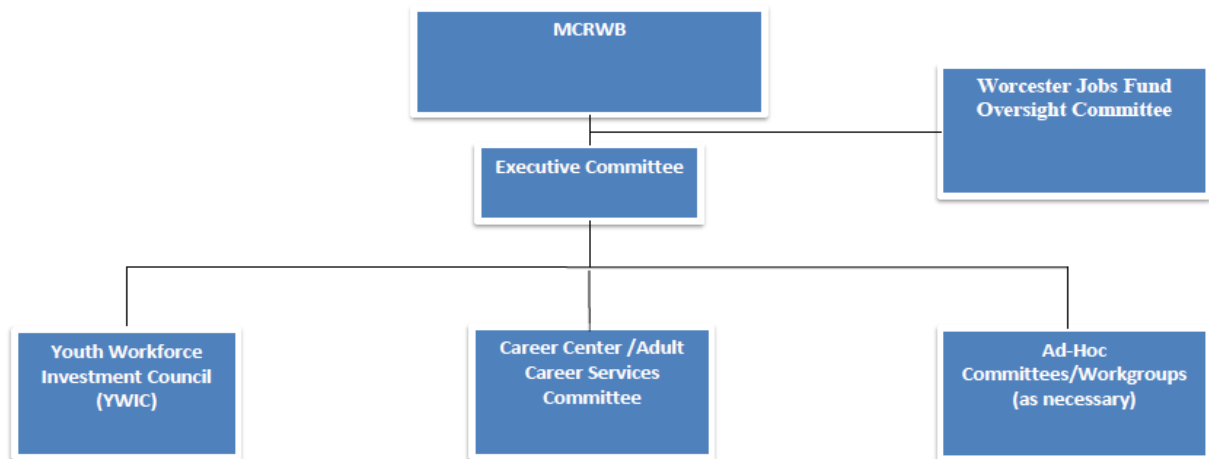 MCRWB
Worcester Jobs Fund
Oversight Committee
Executive Committee
Youth Workforce
Investment Council
(YWIC)
Career Center /Adult
Career Services
Committee
Ad-Hoc
Committees/Workgroups
(as necessary)